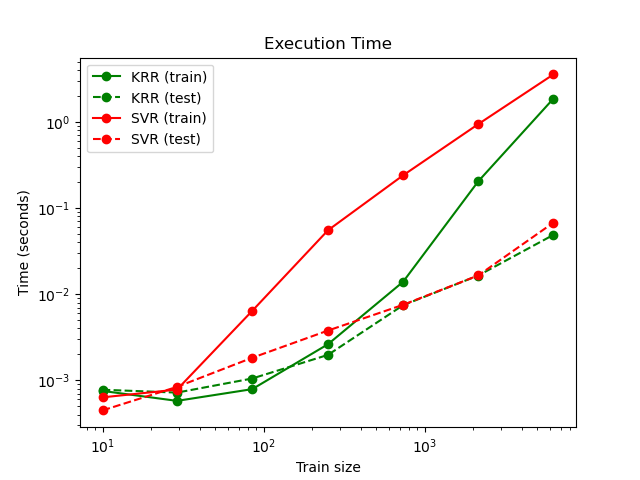 Execution Time
KRR (train)
KRR (test)
SVR (train)
SVR (test)
10⁰
10⁻¹
10⁻²
10⁻³
Time (seconds)
10¹
10²
10³
Train size